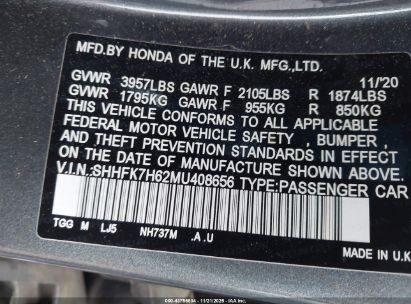 MFD.BY HONDA OF THE U.K.MFG.,LTD.
11/'20
GVWR 3957LBS GAWR F 2105LBS R 1874LBS
GVWR 1795KG GAWR F 955KG R 850KG
THIS VEHICLE CONFORMS TO ALL APPLICABLE
FEDERAL MOTOR VEHICLE SAFETY , BUMPER ,
AND THEFT PREVENTION STANDARDS IN EFFECT
ON THE DATE OF MANUFACTURE SHOWN ABOVE.
V.I.N.:SHHFK7H62MU408656 TYPE:PASSENGER CAR
TGG M LJ5 NH737M .A.U
MADE IN U.K